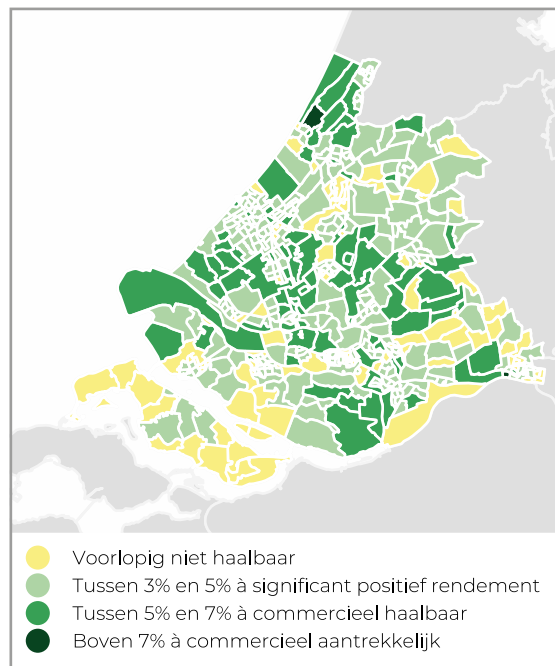 Voorlopig niet haalbaar
Tussen 3% en 5% à significant positief rendement
Tussen 5% en 7% à commercieel haalbaar
Boven 7% à commercieel aantrekkelijk